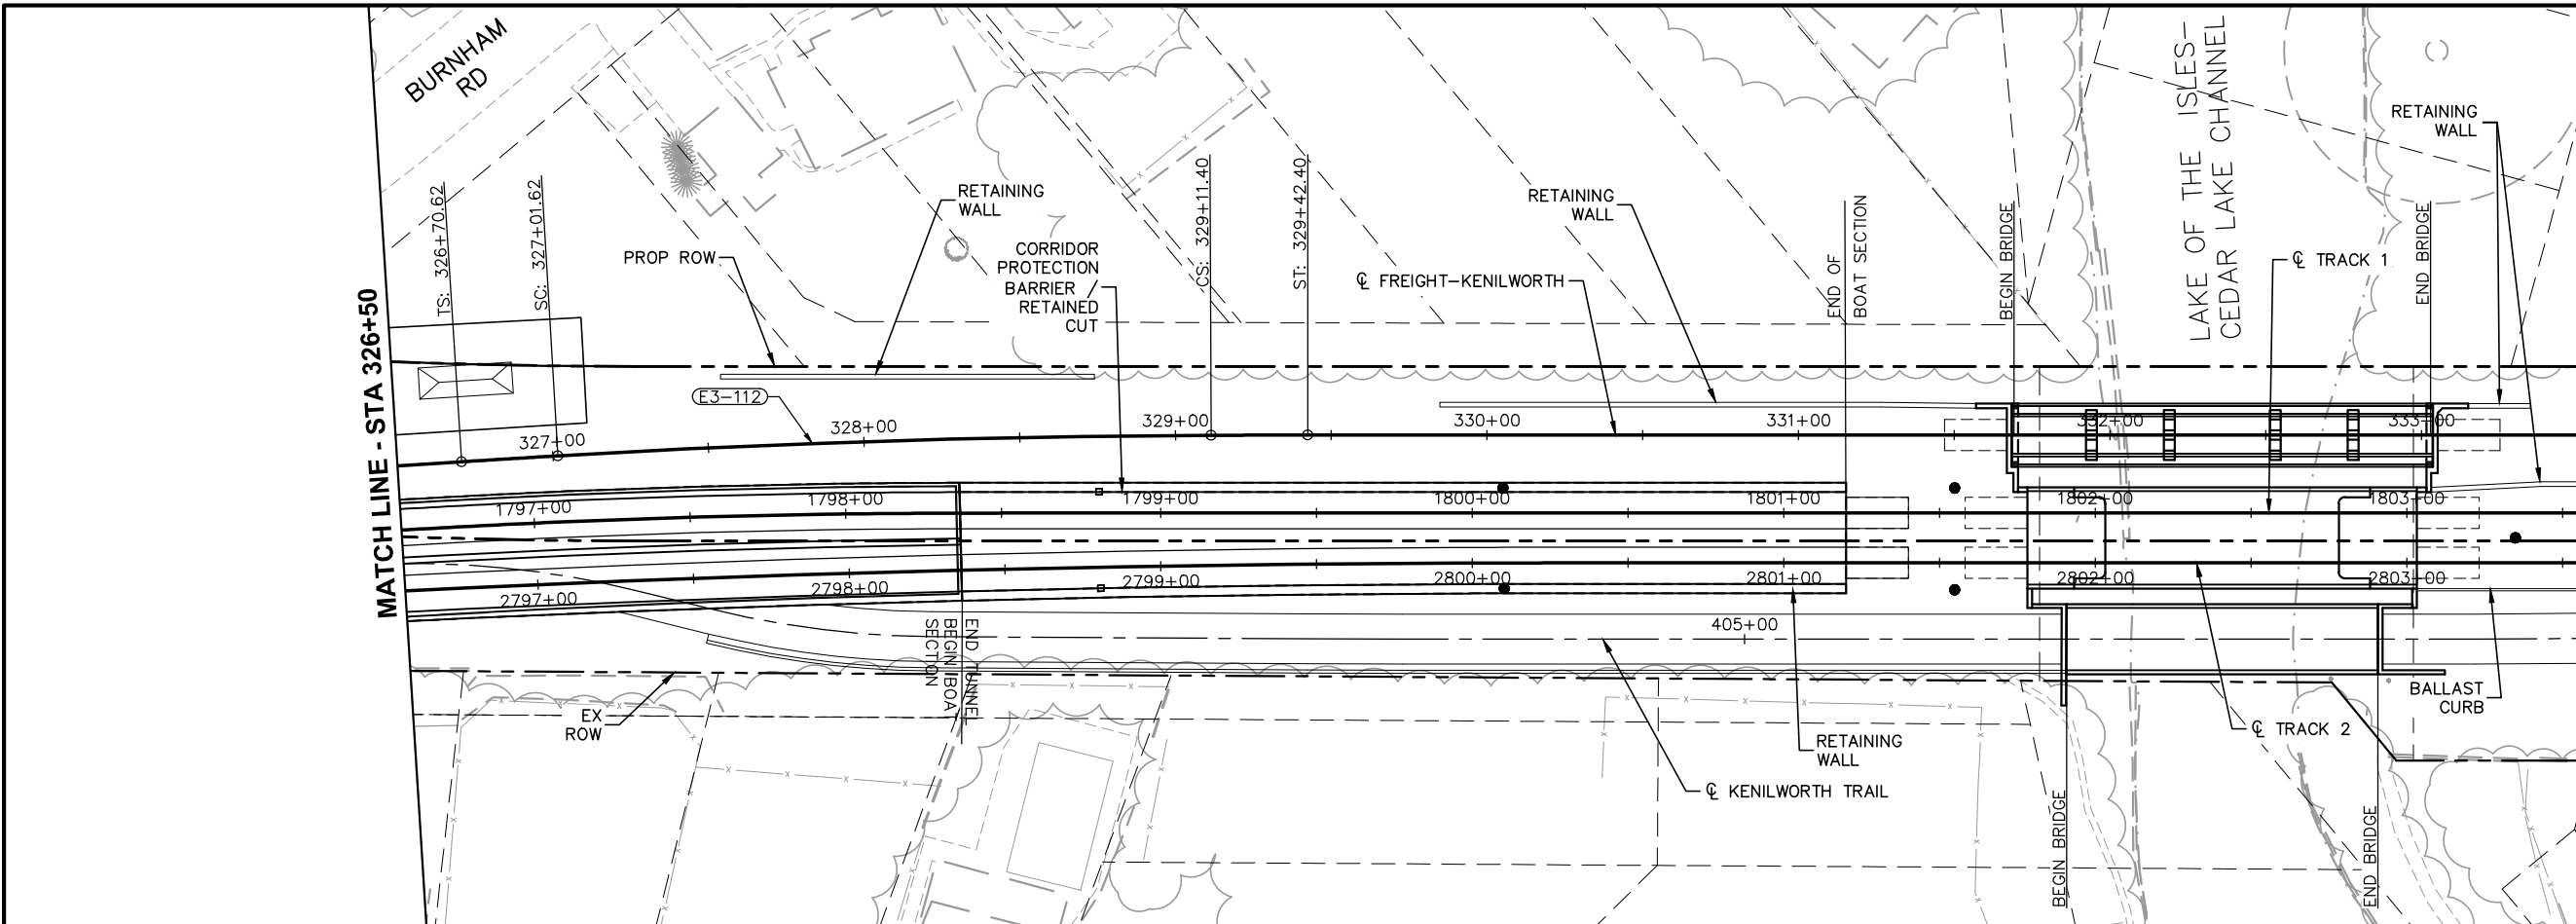 BURNHAM
RD
LAKE OF THE ISLES-
CEDAR LAKE CHANNEL
RETAINING
WALL
TS: 326+70.62
SC: 327+01.62
RETAINING
WALL
CS: 329+11.40
ST: 329+42.40
RETAINING
WALL
END OF
BOAT SECTION
BEGIN BRIDGE
END BRIDGE
PROP ROW
CORRIDOR
PROTECTION
BARRIER /
RETAINED
CUT
℄ FREIGHT-KENILWORTH
℄ TRACK 1
MATCH LINE - STA 326+50
E3-112
327+00
328+00
329+00
330+00
331+00
332+00
333+00
1797+00
1798+00
1799+00
1800+00
1801+00
1802+00
1803+00
2797+00
2798+00
2799+00
2800+00
2801+00
2802+00
2803+00
405+00
END TUNNEL
BEGIN BOA
SECTION
EX
ROW
RETAINING
WALL
℄ KENILWORTH TRAIL
℄ TRACK 2
BALLAST
CURB
BEGIN BRIDGE
END BRIDGE